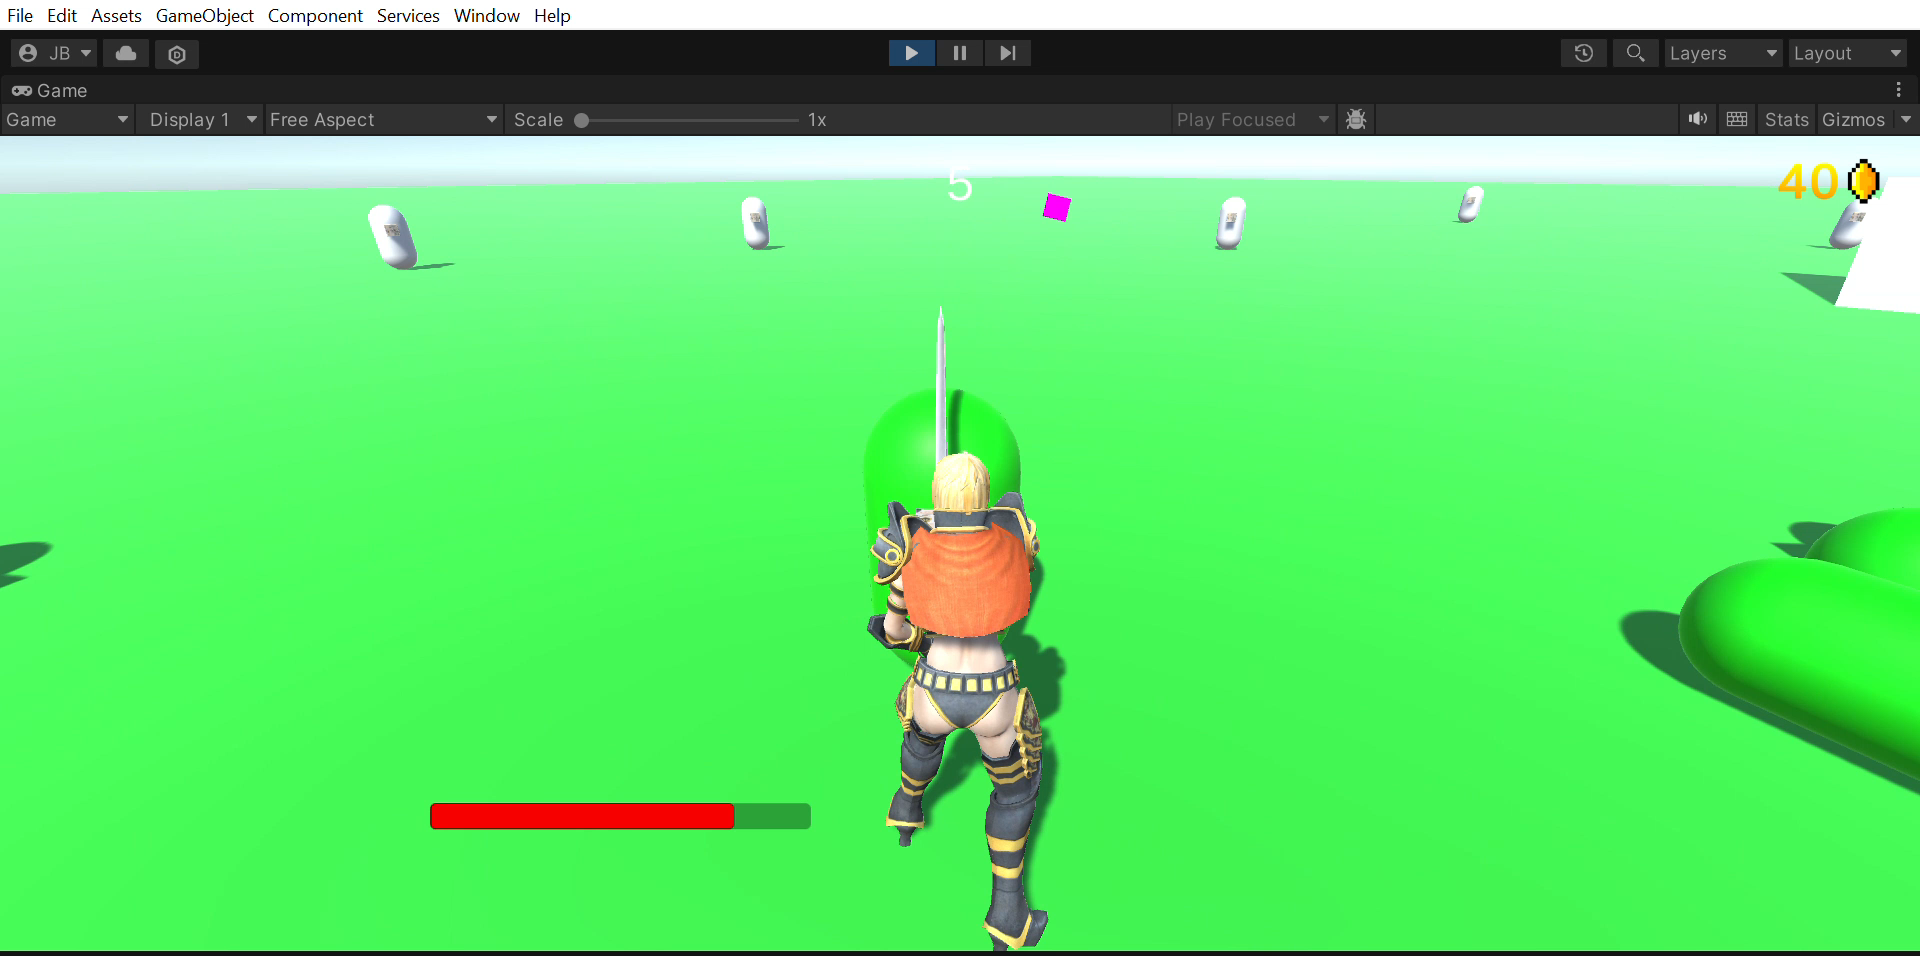 File Edit Assets GameObject Component Services Window Help
JB Layers Layout
Game
Game Display 1 Free Aspect Scale 1x Play Focused Stats Gizmos
5
40